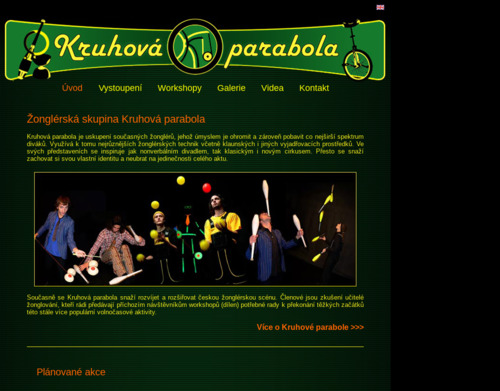 Kruhová parabola
Úvod Vystoupení Workshopy Galerie Videa Kontakt
Žonglérská skupina Kruhová parabola
Kruhová parabola je uskupení současných žonglérů, jehož úmyslem je ohromit a zároveň pobavit co nejširší spektrum
diváků. Využívá k tomu nejrůznějších žonglérských technik včetně klaunských i jiných vyjadřovacích prostředků. Ve
svých představeních se inspiruje jak nonverbálním divadlem, tak klasickým i novým cirkusem. Přesto se snaží
zachovat si svou vlastní identitu a neubrat na jedinečnosti celého aktu.
Současně se Kruhová parabola snaží rozvíjet a rozšiřovat českou žonglérskou scénu. Členové jsou zkušení učitelé
žonglování, kteří rádi předávají příchozím návštěvníkům workshopů (dílen) potřebné rady k překonání těžkých začátků
této stále více populární volnočasové aktivity.
Více o Kruhové parabole >>>
Plánované akce